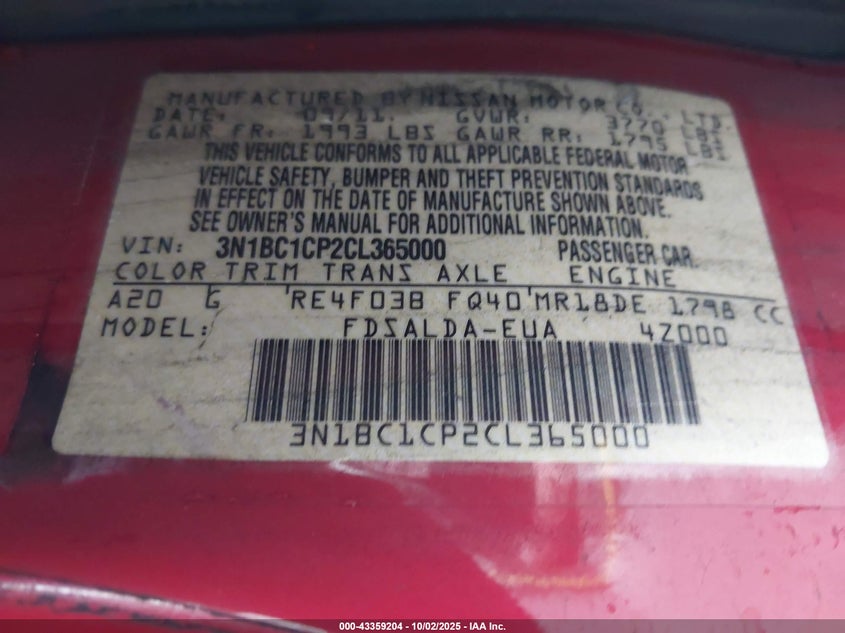 MANUFACTURED BY NISSAN MOTOR CO., LTD.
DATE: 09/11. GVWR: 3770 LBS
GAWR FR: 1993 LBS GAWR RR: 1795 LBS
THIS VEHICLE CONFORMS TO ALL APPLICABLE FEDERAL MOTOR
VEHICLE SAFETY, BUMPER AND THEFT PREVENTION STANDARDS
IN EFFECT ON THE DATE OF MANUFACTURE SHOWN ABOVE.
SEE OWNER'S MANUAL FOR ADDITIONAL INFORMATION.
VIN: 3N1BC1CP2CL365000 PASSENGER CAR.
COLOR TRIM TRANS AXLE ENGINE
A20 G RE4F03B FQ40 MR18DE 1798 CC
MODEL: FDSALDA-EUA 4Z000
3N1BC1CP2CL365000
000-43359204 - 10/02/2025 - IAA Inc.